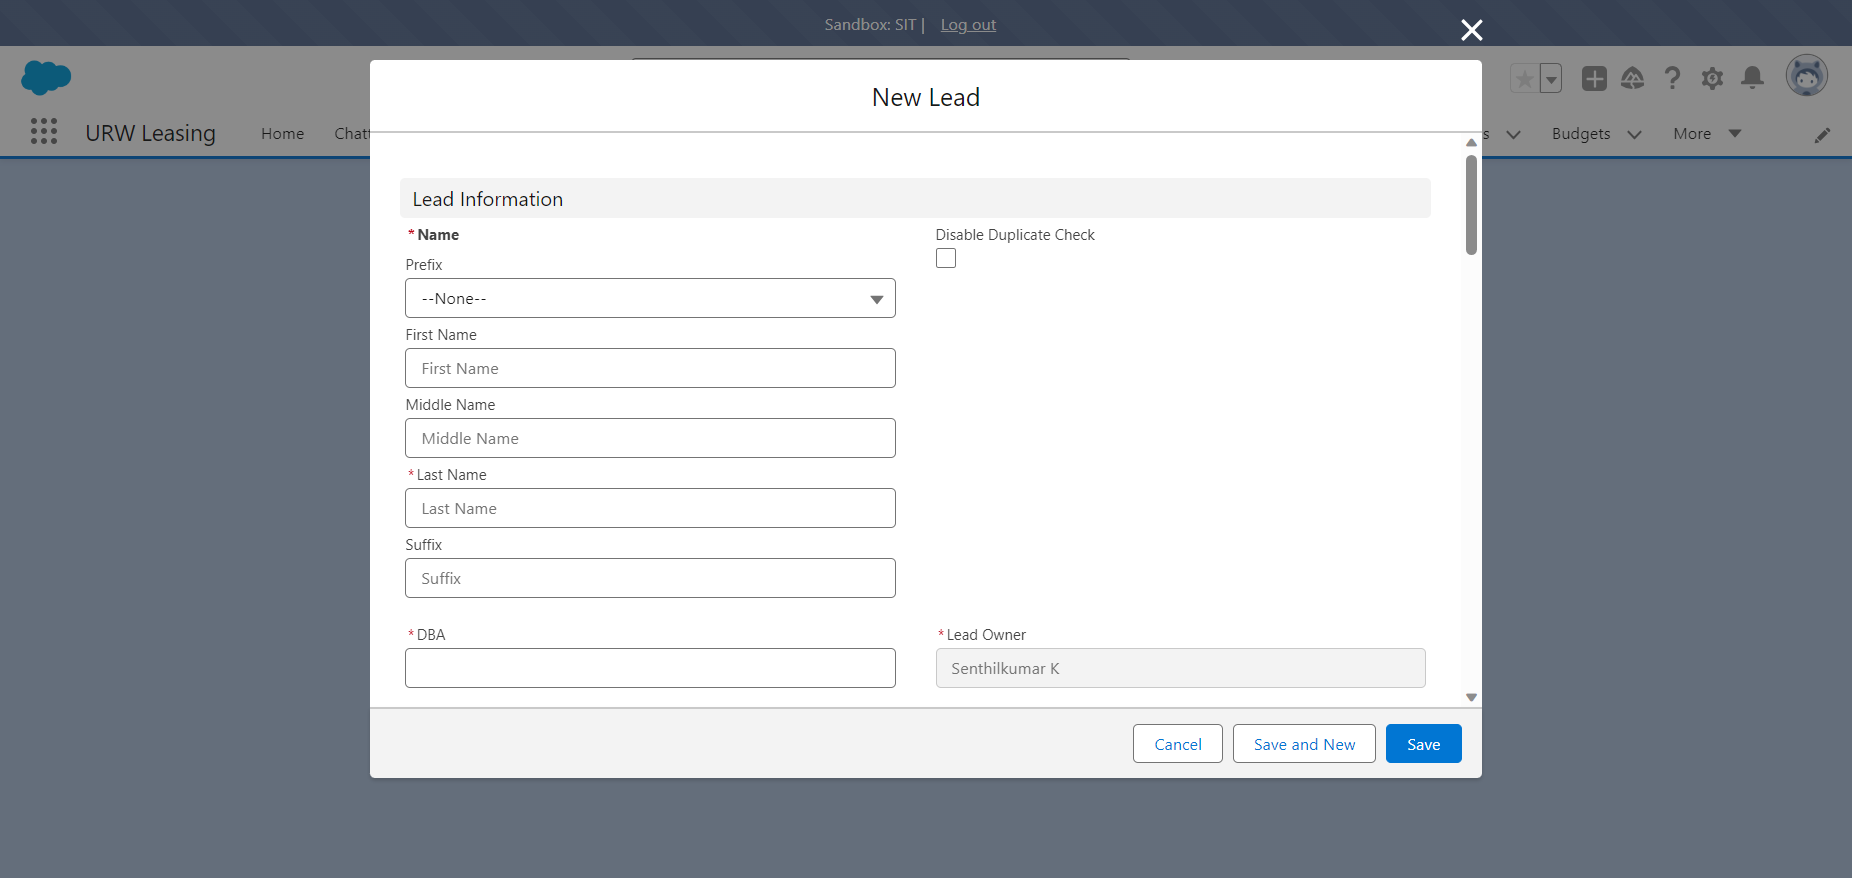 Sandbox: SIT | Log out
New Lead
URW Leasing Home Budgets More
Lead Information
*Name
Disable Duplicate Check
Prefix
--None--
First Name
First Name
Middle Name
Middle Name
*Last Name
Last Name
Suffix
Suffix
*DBA
*Lead Owner
Senthilkumar K
Cancel Save and New Save